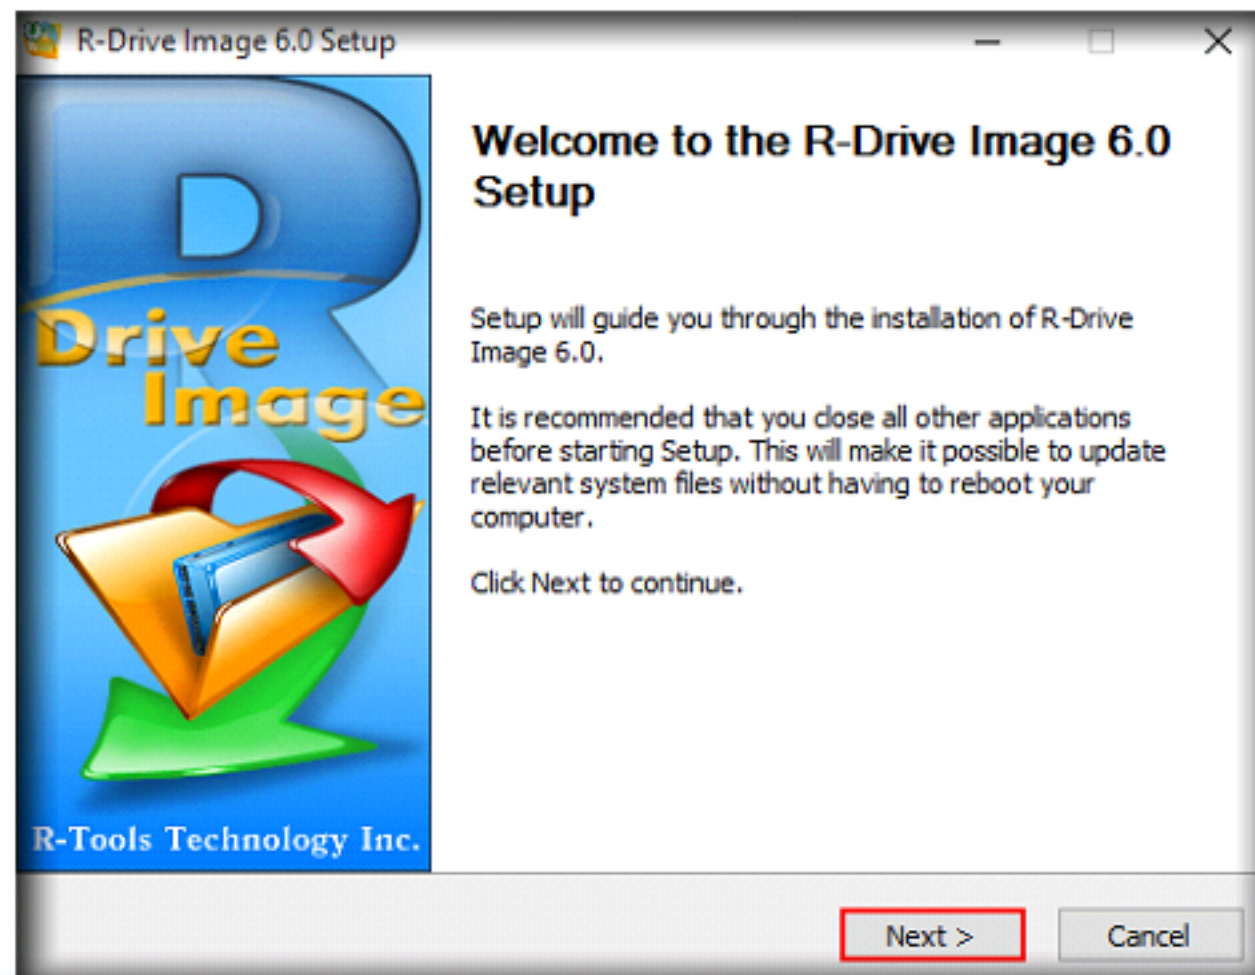 R-Drive Image 6.0 Setup
R
Drive
Image
R-Tools Technology Inc.
Welcome to the R-Drive Image 6.0
Setup
Setup will guide you through the installation of R-Drive
Image 6.0.
It is recommended that you close all other applications
before starting Setup. This will make it possible to update
relevant system files without having to reboot your
computer.
Click Next to continue.
Next >
Cancel